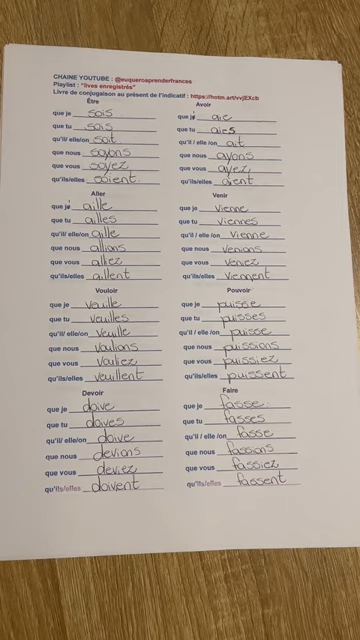 CHAINE YOUTUBE : @euqueroaprenderfrances
Playlist : "lives enregistrés"
Livre de conjugaison au présent de l'indicatif : https://hotm.art/vvjEXcb
Être
que je sois
que tu sois
qu'il/ elle/on soit
que nous soyons
que vous soyez
qu'ils/elles soient
Avoir
que j' aie
que tu aies
qu'il / elle /on ait
que nous ayons
que vous ayez
qu'ils/elles aient
Aller
que j' aille
que tu ailles
qu'il/ elle/on aille
que nous allions
que vous alliez
qu'ils/elles aillent
Venir
que je vienne
que tu viennes
qu'il / elle /on vienne
que nous venions
que vous veniez
qu'ils/elles viennent
Vouloir
que je veuille
que tu veuilles
qu'il/ elle/on veuille
que nous voulions
que vous vouliez
qu'ils/elles veuillent
Pouvoir
que je puisse
que tu puisses
qu'il / elle /on puisse
que nous puissions
que vous puissiez
qu'ils/elles puissent
Devoir
que je doive
que tu doives
qu'il/ elle/on doive
que nous devions
que vous deviez
qu'ils/elles doivent
Faire
que je fasse
que tu fasses
qu'il / elle /on fasse
que nous fassions
que vous fassiez
qu'ils/elles fassent